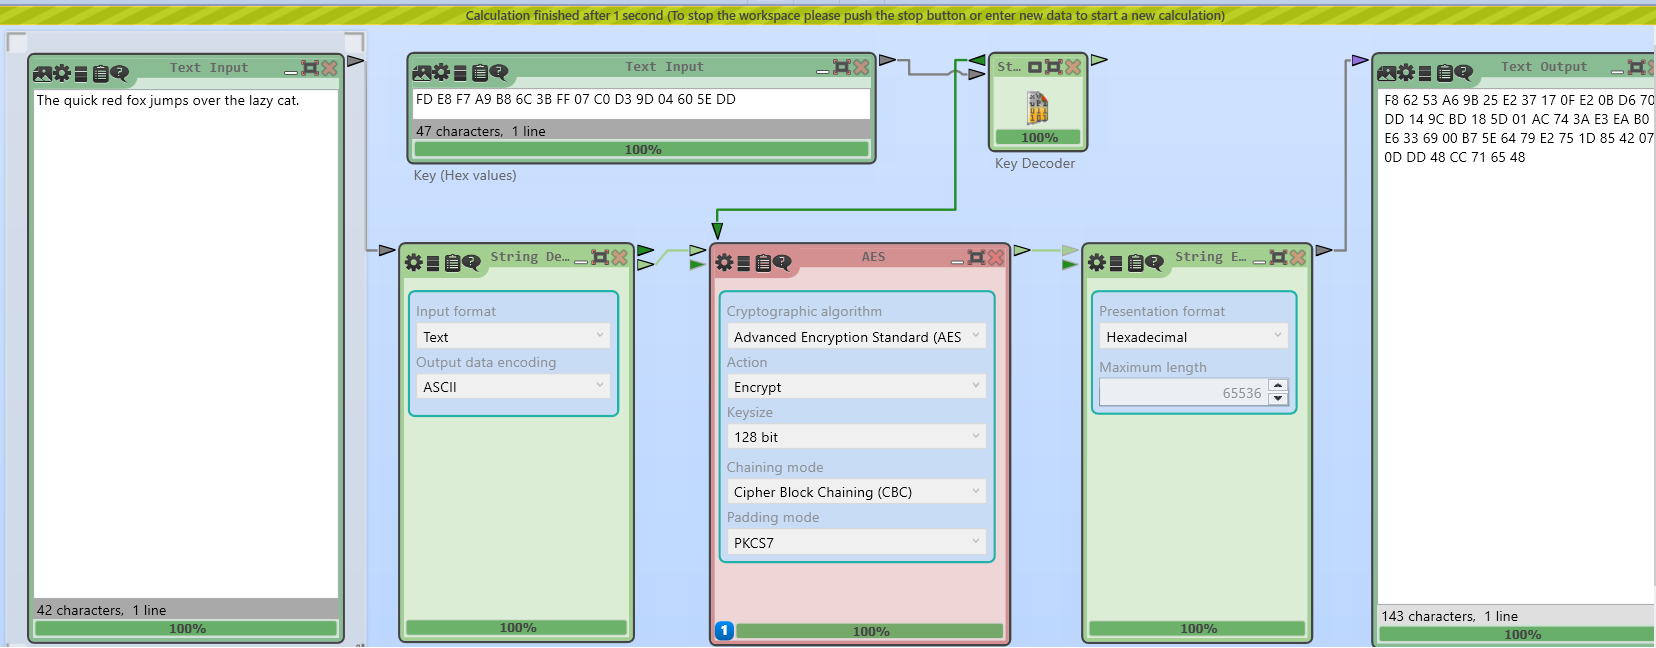 Calculation finished after 1 second (To stop the workspace please push the stop button or enter new data to start a new calculation)
Text Input
The quick red fox jumps over the lazy cat.
42 characters, 1 line
100%
Text Input
FD E8 F7 A9 B8 6C 3B FF 07 C0 D3 9D 04 60 5E DD
47 characters, 1 line
100%
Key (Hex values)
St...
100%
Key Decoder
String De...
Input format
Text
Output data encoding
ASCII
100%
AES
Cryptographic algorithm
Advanced Encryption Standard (AES
Action
Encrypt
Keysize
128 bit
Chaining mode
Cipher Block Chaining (CBC)
Padding mode
PKCS7
1
100%
String E...
Presentation format
Hexadecimal
Maximum length
65536
100%
Text Output
F8 62 53 A6 9B 25 E2 37 17 0F E2 0B D6 70
DD 14 9C BD 18 5D 01 AC 74 3A E3 EA B0
E6 33 69 00 B7 5E 64 79 E2 75 1D 85 42 07
0D DD 48 CC 71 65 48
143 characters, 1 line
100%